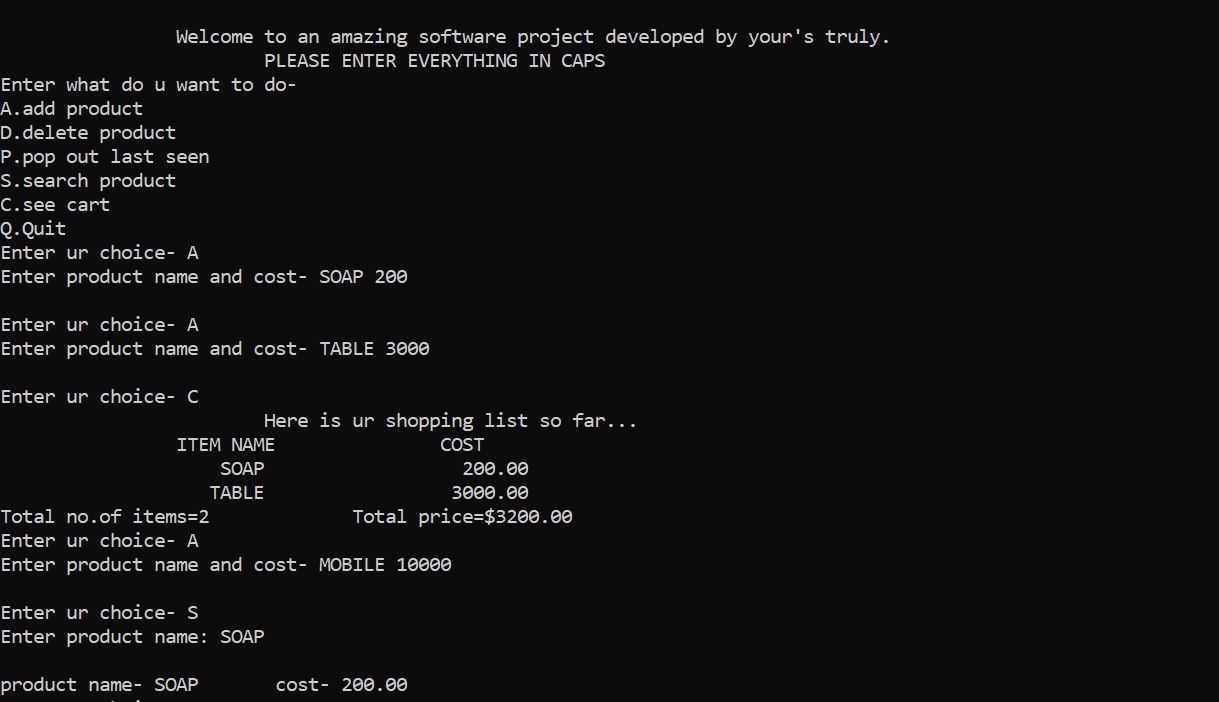 Welcome to an amazing software project developed by your's truly.
PLEASE ENTER EVERYTHING IN CAPS
Enter what do u want to do-
A.add product
D.delete product
P.pop out last seen
S.search product
C.see cart
Q.Quit
Enter ur choice- A
Enter product name and cost- SOAP 200
Enter ur choice- A
Enter product name and cost- TABLE 3000
Enter ur choice- C
Here is ur shopping list so far...
ITEM NAME COST
SOAP 200.00
TABLE 3000.00
Total no.of items=2 Total price=$3200.00
Enter ur choice- A
Enter product name and cost- MOBILE 10000
Enter ur choice- S
Enter product name: SOAP
product name- SOAP cost- 200.00